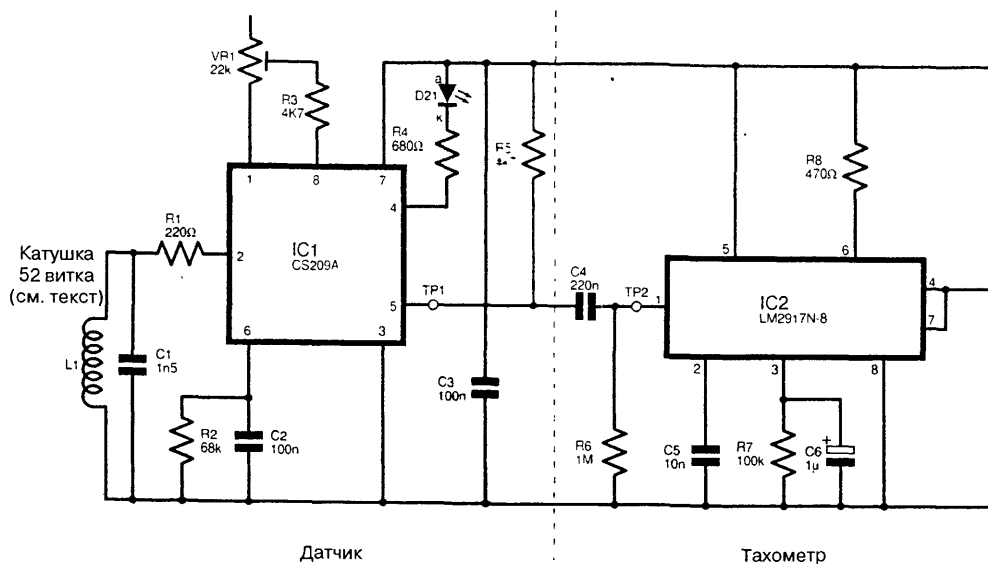 VR1
22k
R3
4K7
a
D21
к
R4
680Ω
R8
470Ω
1
8
7
4
R1
220Ω
IC1
CS209A
2
5
6
3
Катушка
52 витка
(см. текст)
L1
C1
1n5
TP1
C4
220n
TP2
5
6
1
IC2
LM2917N-8
4
7
2
3
8
R2
68k
C2
100n
C3
100n
R6
1M
C5
10n
R7
100k
+
C6
1μ
Датчик
Тахометр